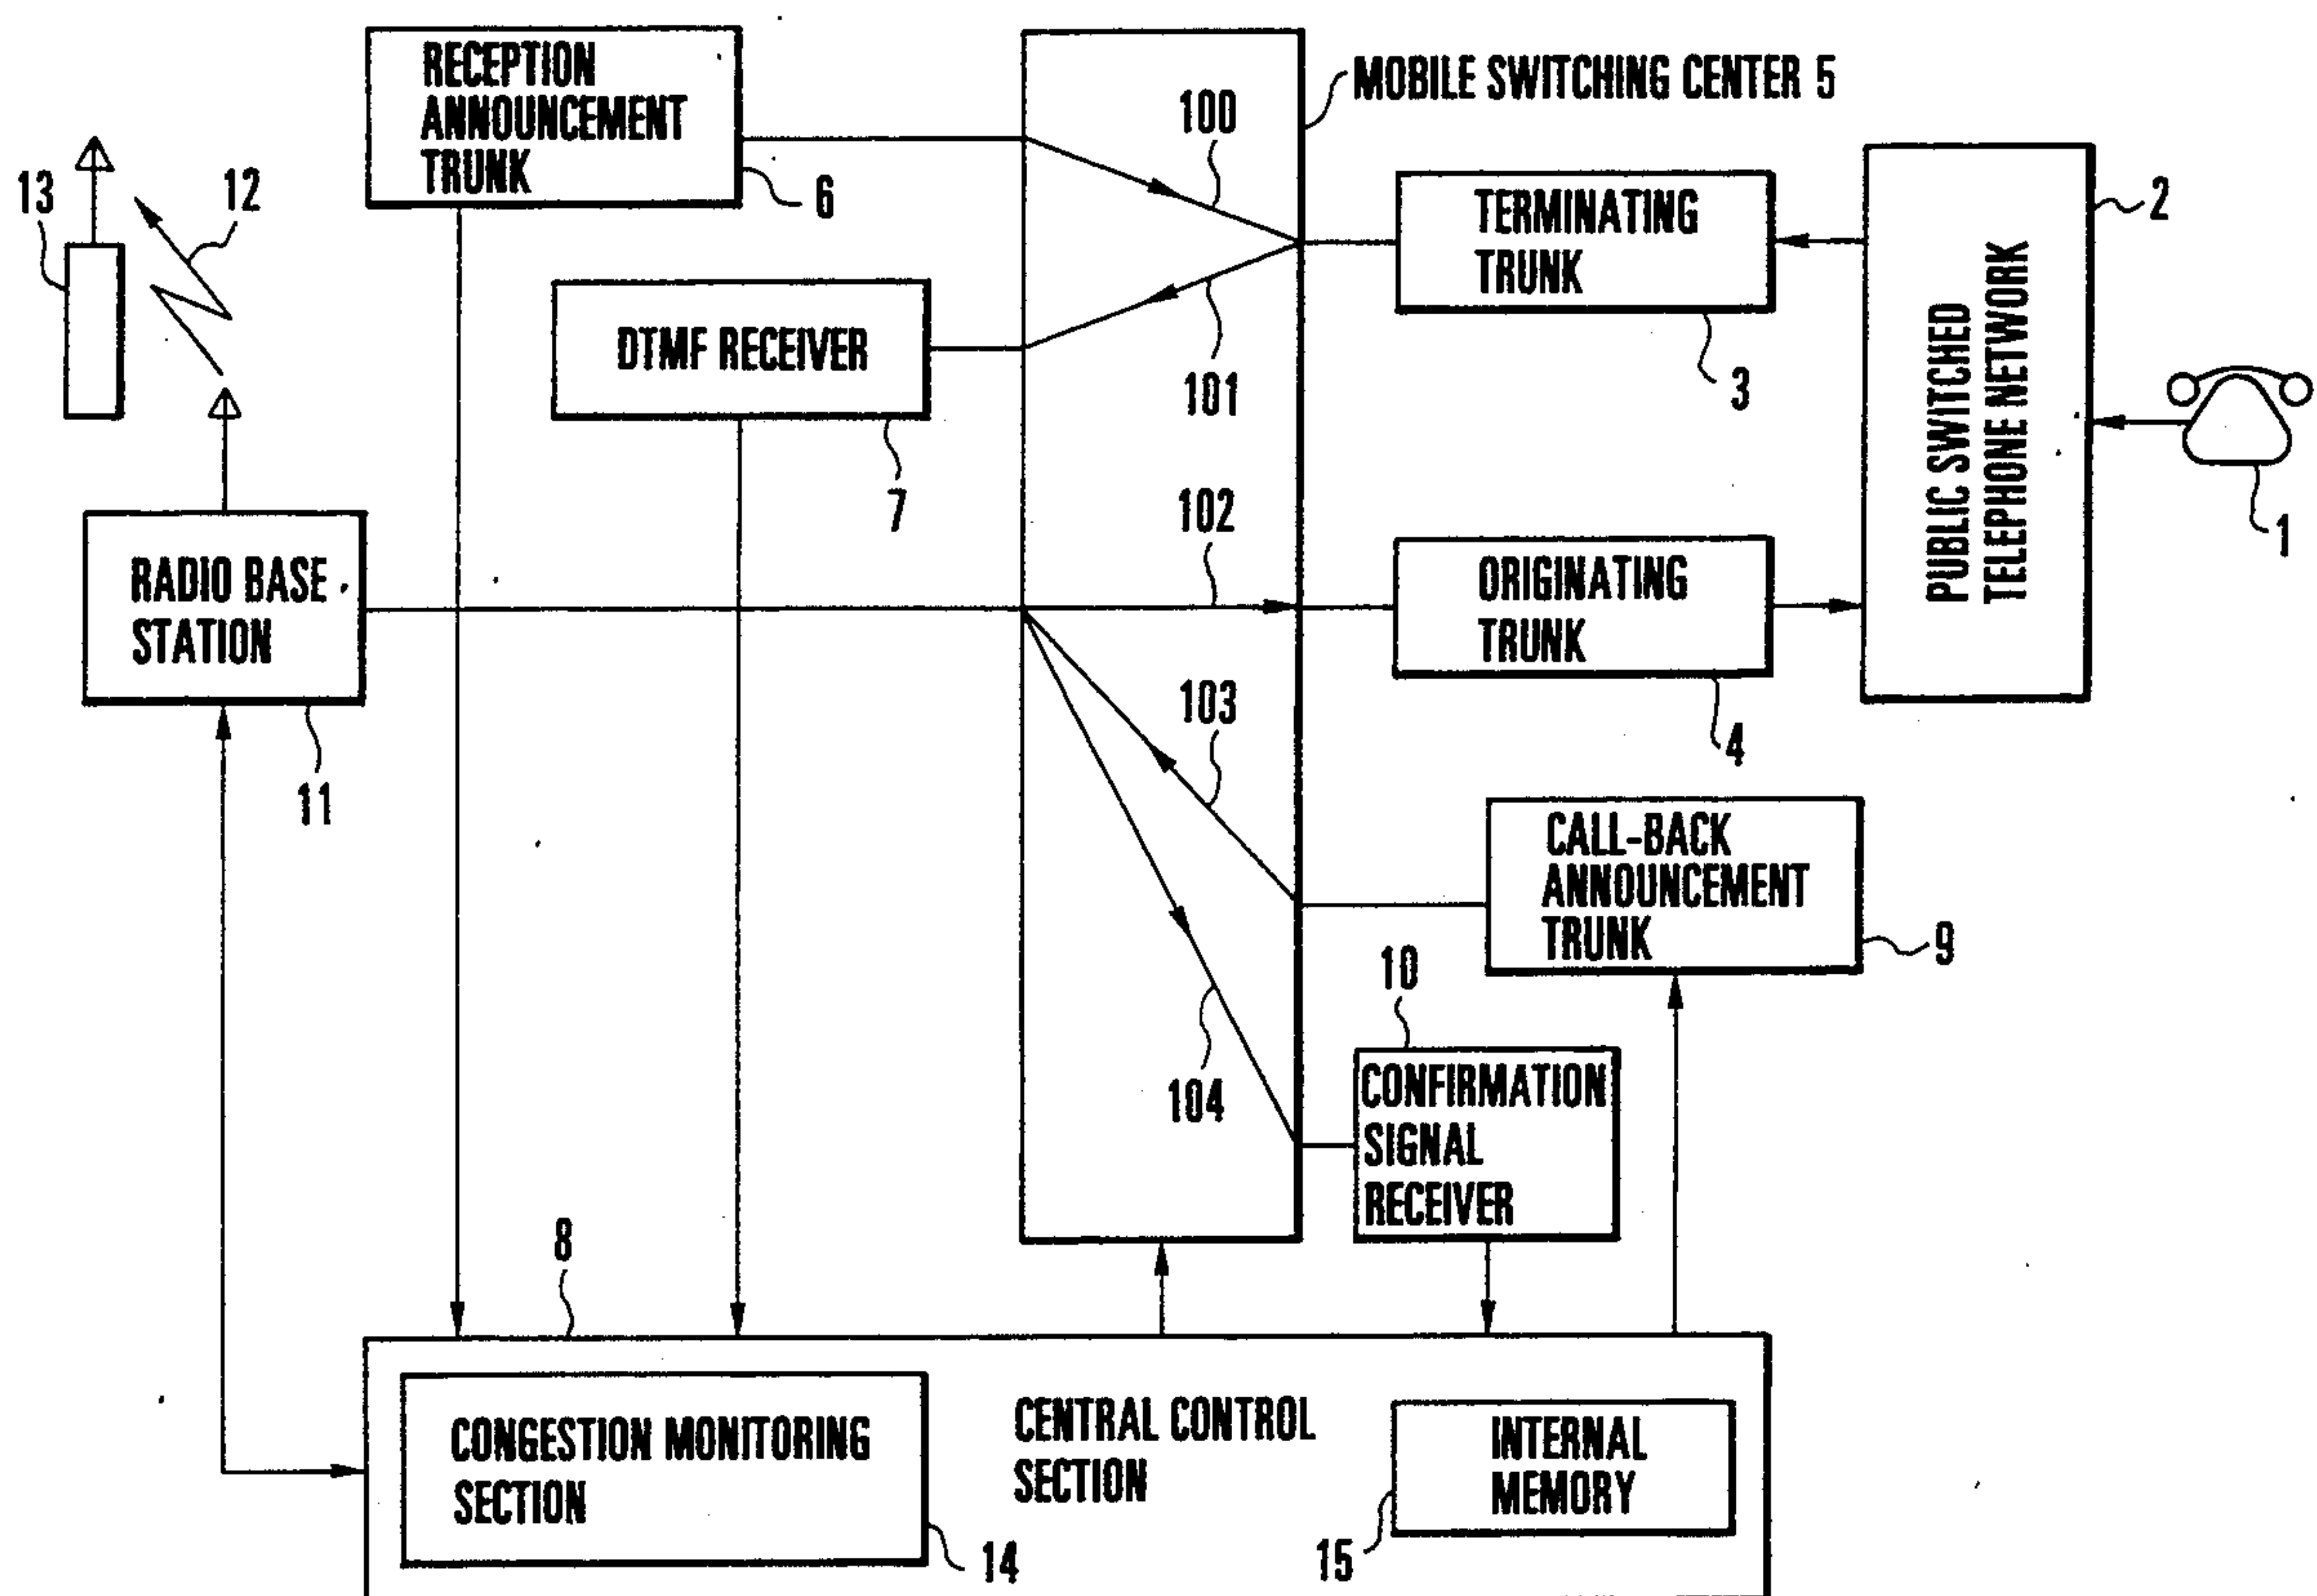 RECEPTION
ANNOUNCEMENT
TRUNK
6
MOBILE SWITCHING CENTER 5
100
13
12
TERMINATING
TRUNK
3
2
DTMF RECEIVER
7
101
PUBLIC SWITCHED
TELEPHONE NETWORK
1
102
RADIO BASE
STATION
11
ORIGINATING
TRUNK
4
103
CALL-BACK
ANNOUNCEMENT
TRUNK
9
10
104
CONFIRMATION
SIGNAL
RECEIVER
8
CONGESTION MONITORING
SECTION
14
CENTRAL CONTROL
SECTION
INTERNAL
MEMORY
15